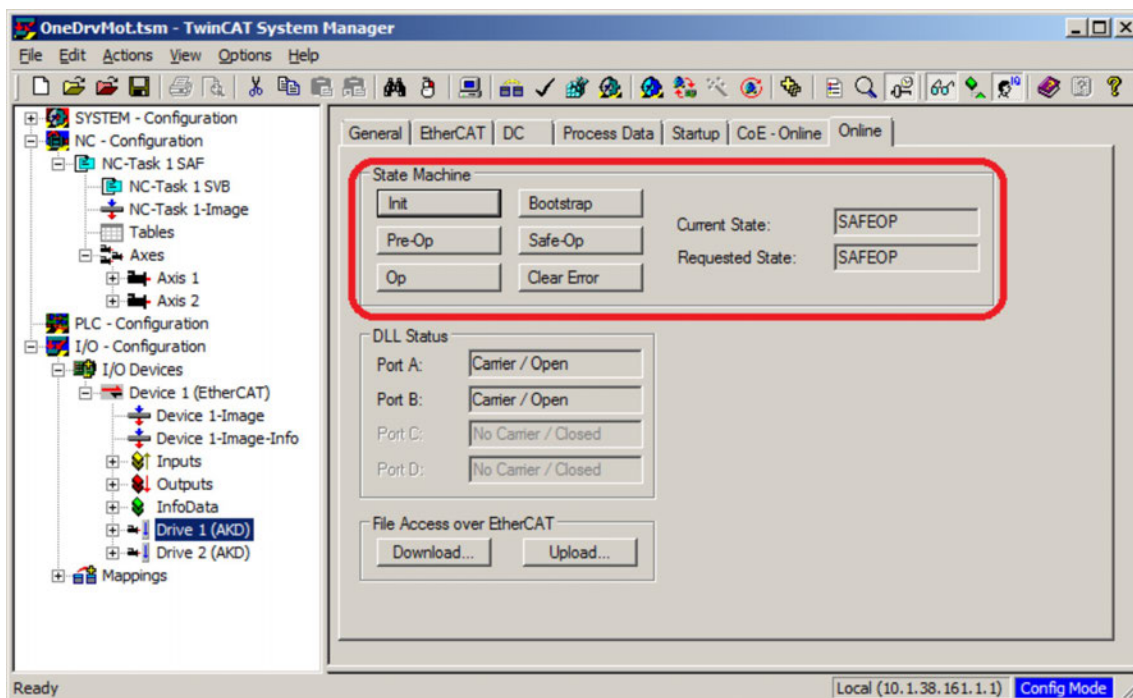 OneDrvMot.tsm - TwinCAT System Manager
File Edit Actions View Options Help
SYSTEM - Configuration
NC - Configuration
NC-Task 1 SAF
NC-Task 1 SVB
NC-Task 1-Image
Tables
Axes
Axis 1
Axis 2
PLC - Configuration
I/O - Configuration
I/O Devices
Device 1 (EtherCAT)
Device 1-Image
Device 1-Image-Info
Inputs
Outputs
InfoData
Drive 1 (AKD)
Drive 2 (AKD)
Mappings
General EtherCAT DC Process Data Startup CoE - Online Online
State Machine
Init Bootstrap
Pre-Op Safe-Op
Op Clear Error
Current State: SAFEOP
Requested State: SAFEOP
DLL Status
Port A: Carrier / Open
Port B: Carrier / Open
Port C: No Carrier / Closed
Port D: No Carrier / Closed
File Access over EtherCAT
Download... Upload...
Ready Local (10.1.38.161.1.1) Config Mode